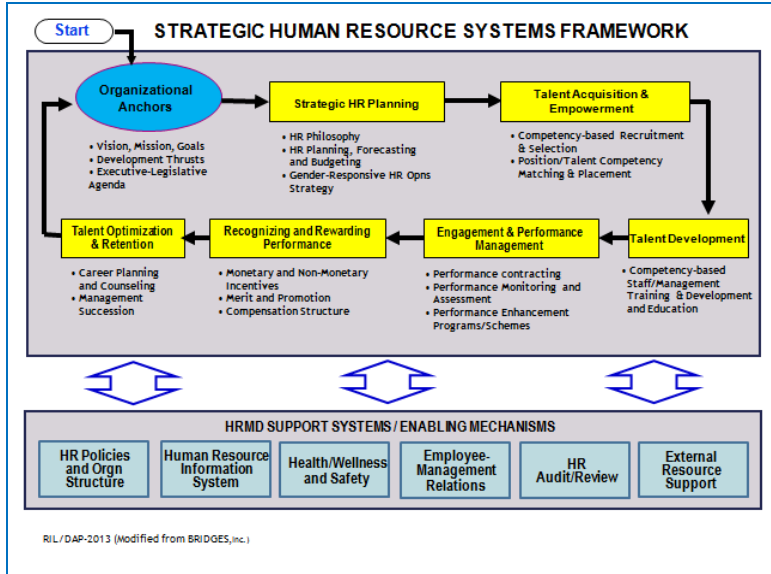 Start
STRATEGIC HUMAN RESOURCE SYSTEMS FRAMEWORK
Organizational
Anchors
• Vision, Mission, Goals
• Development Thrusts
• Executive-Legislative
Agenda
Strategic HR Planning
• HR Philosophy
• HR Planning, Forecasting
and Budgeting
• Gender-Responsive HR Opns
Strategy
Talent Acquisition &
Empowerment
• Competency-based Recruitment
& Selection
• Position/Talent Competency
Matching & Placement
Talent Optimization
& Retention
• Career Planning
and Counseling
• Management
Succession
Recognizing and Rewarding
Performance
• Monetary and Non-Monetary
Incentives
• Merit and Promotion
• Compensation Structure
Engagement & Performance
Management
• Performance contracting
• Performance Monitoring and
Assessment
• Performance Enhancement
Programs/Schemes
Talent Development
• Competency-based
Staff/Management
Training & Development
and Education
HRMD SUPPORT SYSTEMS / ENABLING MECHANISMS
HR Policies
and Orgn
Structure
Human Resource
Information
System
Health/Wellness
and Safety
Employee-
Management
Relations
HR
Audit/Review
External
Resource
Support
RIL/DAP-2013 (Modified from BRIDGES,Inc.)